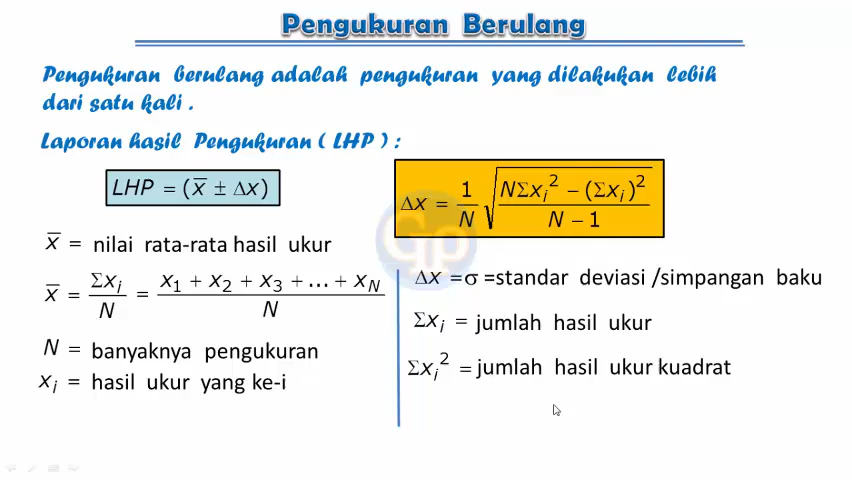 Pengukuran Berulang
Pengukuran berulang adalah pengukuran yang dilakukan lebih
dari satu kali .
Laporan hasil Pengukuran ( LHP ) :
LHP = ( x̅ ± Δx )
Δx = 1/N √((NΣxᵢ² − (Σxᵢ)²)/(N − 1))
x̅ = nilai rata-rata hasil ukur
x̅ = Σxᵢ/N = (x₁ + x₂ + x₃ + ... + x_N)/N
N = banyaknya pengukuran
xᵢ = hasil ukur yang ke-i
Δx = σ =standar deviasi /simpangan baku
Σxᵢ = jumlah hasil ukur
Σxᵢ² = jumlah hasil ukur kuadrat